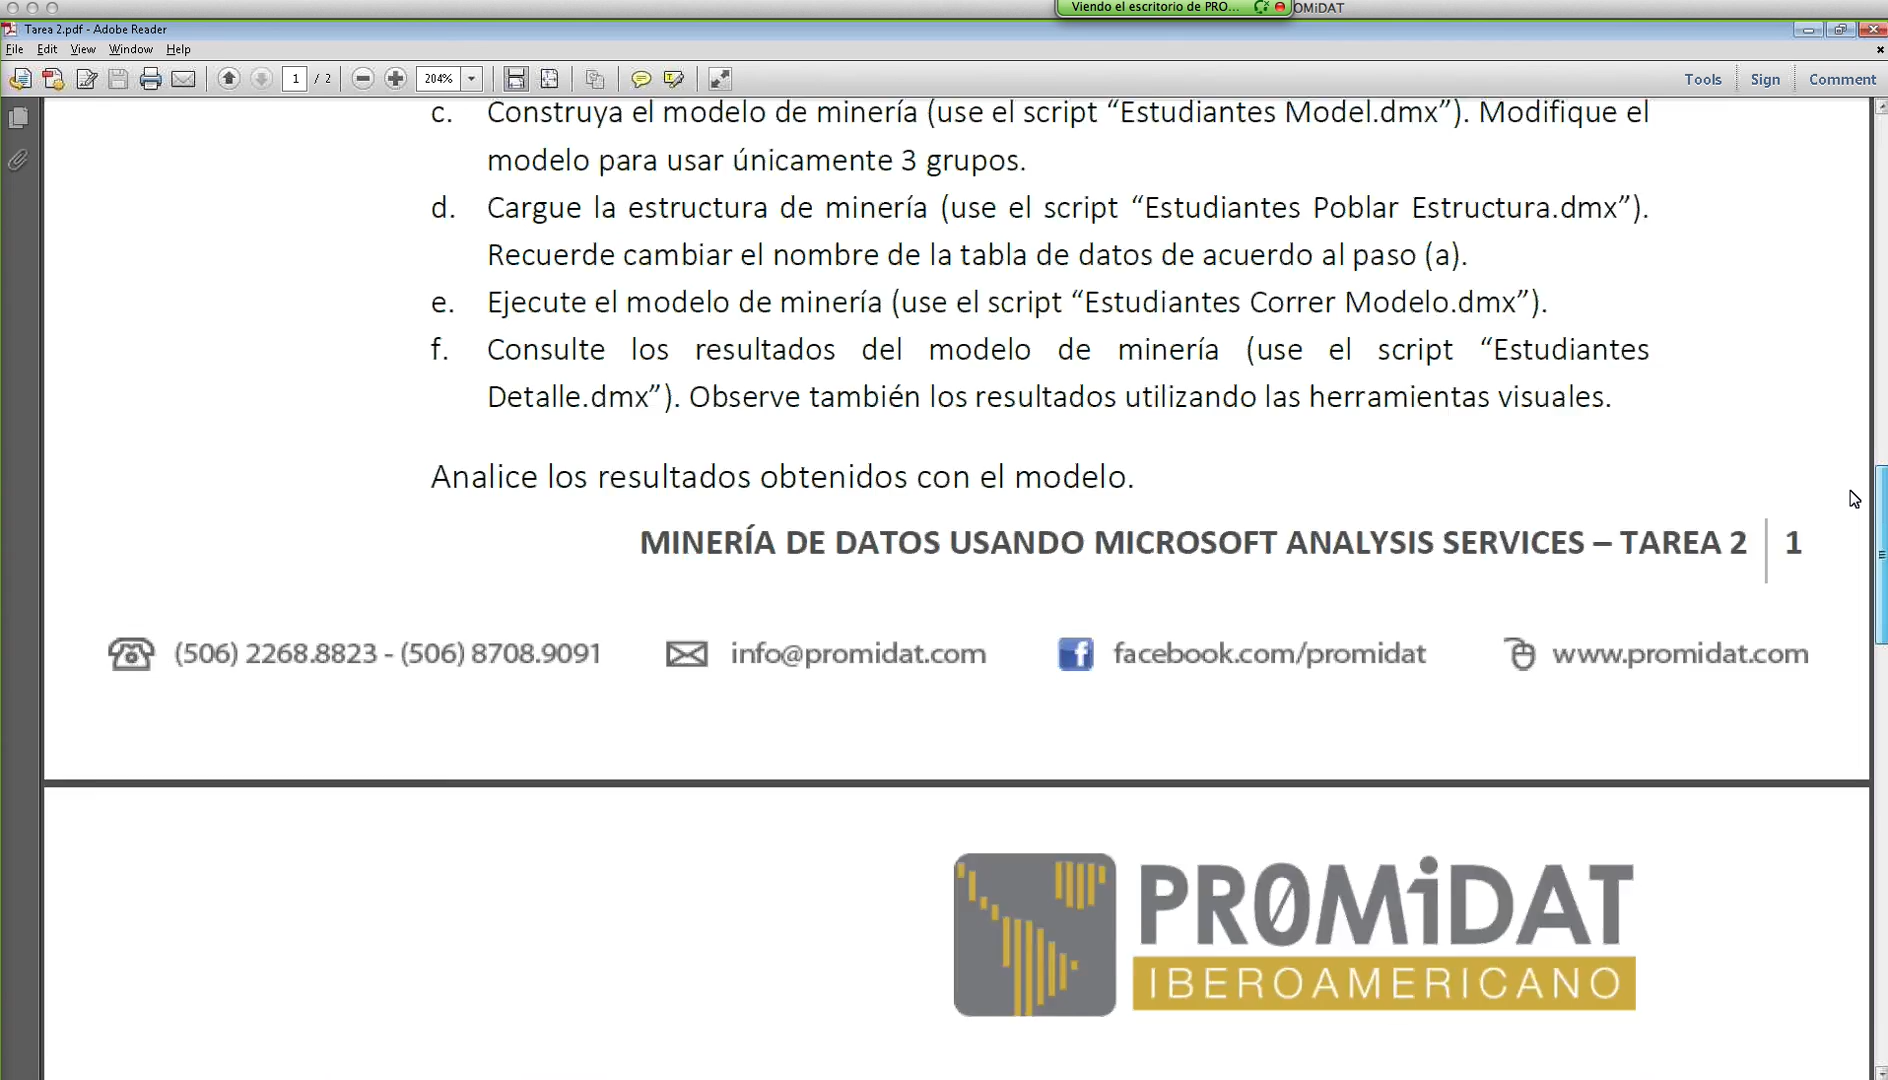 Viendo el escritorio de PRO...
OMiDAT
Tarea 2.pdf - Adobe Reader
File Edit View Window Help
1 / 2 204% Tools Sign Comment
c. Construya el modelo de minería (use el script “Estudiantes Model.dmx”). Modifique el
modelo para usar únicamente 3 grupos.
d. Cargue la estructura de minería (use el script “Estudiantes Poblar Estructura.dmx”).
Recuerde cambiar el nombre de la tabla de datos de acuerdo al paso (a).
e. Ejecute el modelo de minería (use el script “Estudiantes Correr Modelo.dmx”).
f. Consulte los resultados del modelo de minería (use el script “Estudiantes
Detalle.dmx”). Observe también los resultados utilizando las herramientas visuales.
Analice los resultados obtenidos con el modelo.
MINERÍA DE DATOS USANDO MICROSOFT ANALYSIS SERVICES – TAREA 2 1
(506) 2268.8823 - (506) 8708.9091 info@promidat.com facebook.com/promidat www.promidat.com
PR0MiDAT
IBEROAMERICANO